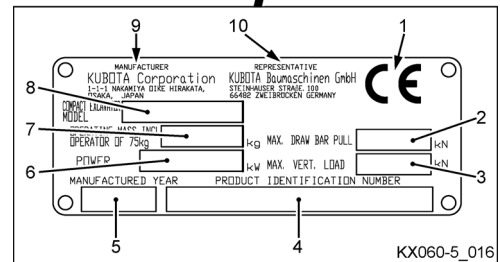 9
10
1
MANUFACTURER
REPRESENTATIVE
KUBOTA Corporation
KUBOTA Baumaschinen GmbH
CE
1-1-1 NAKAMIYA OIKE HIRAKATA,
OSAKA, JAPAN
STEINHAUSER STRAßE, 100
66482 ZWEIBRÜCKEN GERMANY
8
COMPACT EXCAVATOR
MODEL
2
7
OPERATING MASS INCL
OPERATOR OF 75kg
kg
MAX. DRAW BAR PULL
kN
6
POWER
kW
MAX. VERT. LOAD
kN
3
MANUFACTURED YEAR
PRODUCT IDENTIFICATION NUMBER
5
4
KX060-5_016